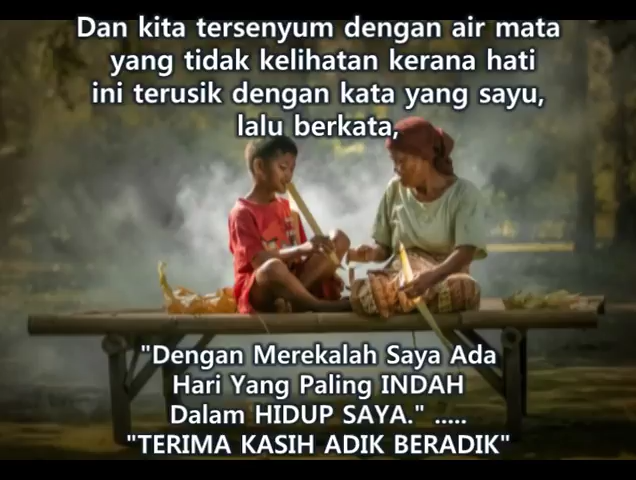 Dan kita tersenyum dengan air mata
yang tidak kelihatan kerana hati
ini terusik dengan kata yang sayu,
lalu berkata,
"Dengan Merekalah Saya Ada
Hari Yang Paling INDAH
Dalam HIDUP SAYA." .....
"TERIMA KASIH ADIK BERADIK"